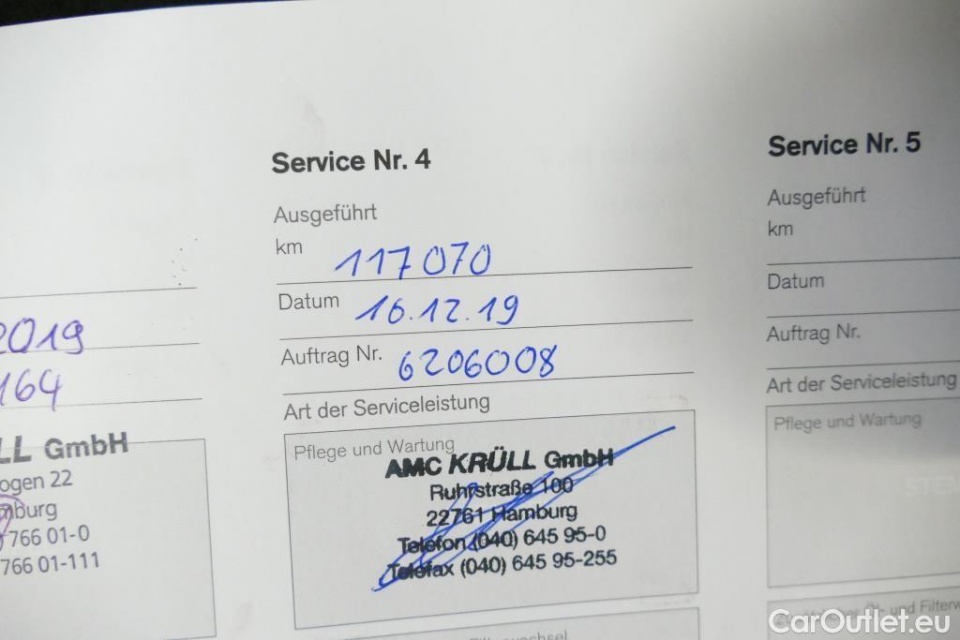 Service Nr. 4
Ausgeführt
km 117070
Datum 16.12.19
Auftrag Nr. 6206008
Art der Serviceleistung
Pflege und Wartung
AMC KRÜLL GmbH
Ruhrstraße 100
22761 Hamburg
Telefon (040) 645 95-0
Telefax (040) 645 95-255
2019
164
LL GmbH
ogen 22
mburg
766 01-0
766 01-111
Service Nr. 5
Ausgeführt
km
Datum
Auftrag Nr.
Art der Serviceleistung
Pflege und Wartung
CarOutlet.eu